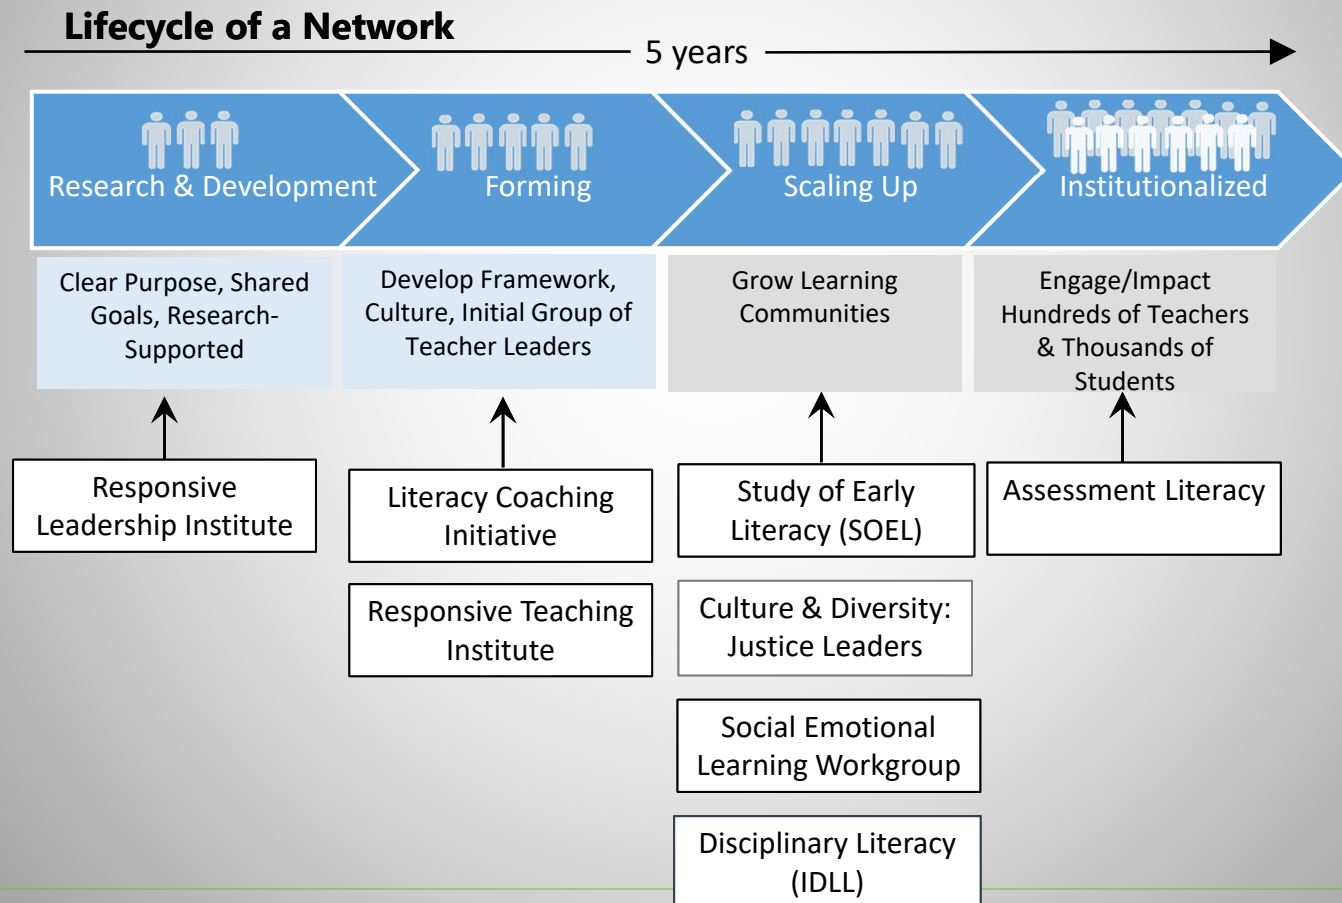 Lifecycle of a Network
5 years
Research & Development
Forming
Scaling Up
Institutionalized
Clear Purpose, Shared
Goals, Research-
Supported
Develop Framework,
Culture, Initial Group of
Teacher Leaders
Grow Learning
Communities
Engage/Impact
Hundreds of Teachers
& Thousands of
Students
Responsive
Leadership Institute
Literacy Coaching
Initiative
Responsive Teaching
Institute
Study of Early
Literacy (SOEL)
Culture & Diversity:
Justice Leaders
Social Emotional
Learning Workgroup
Disciplinary Literacy
(IDLL)
Assessment Literacy